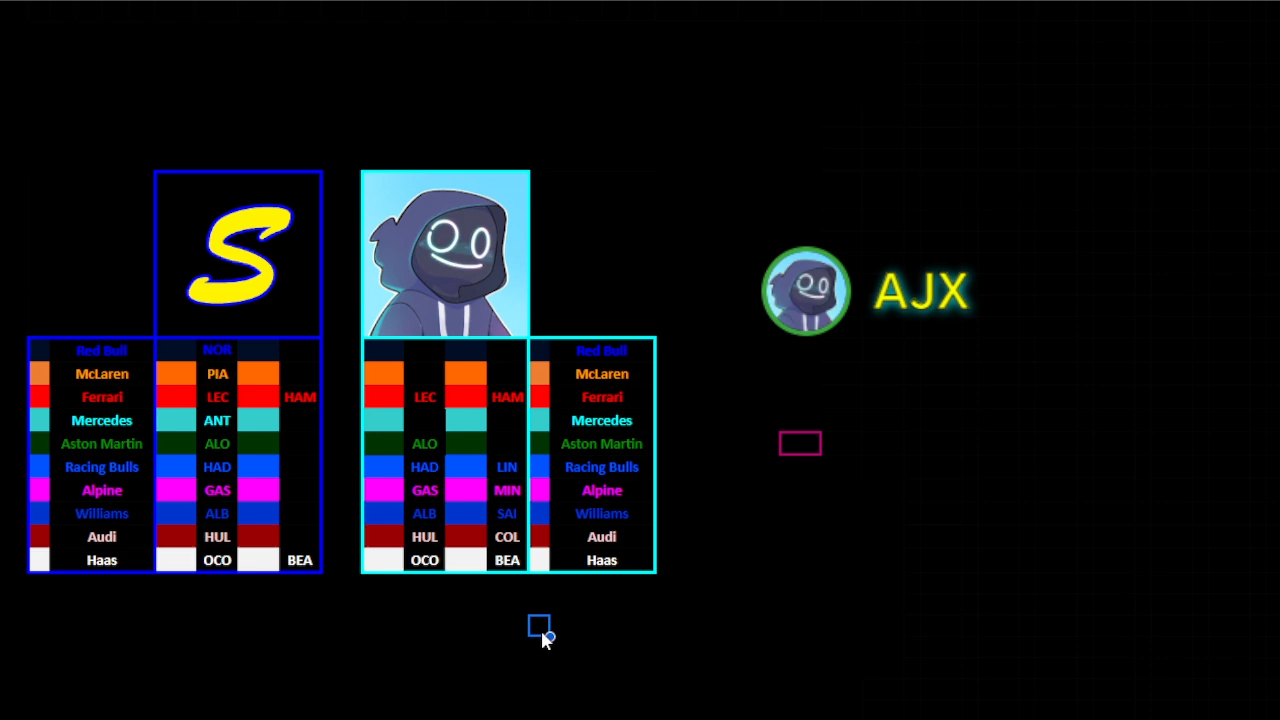 S
AJX
Red Bull NOR Red Bull
McLaren PIA McLaren
Ferrari LEC HAM LEC HAM Ferrari
Mercedes ANT Mercedes
Aston Martin ALO ALO Aston Martin
Racing Bulls HAD HAD LIN Racing Bulls
Alpine GAS GAS MIN Alpine
Williams ALB ALB SAI Williams
Audi HUL HUL COL Audi
Haas OCO BEA OCO BEA Haas